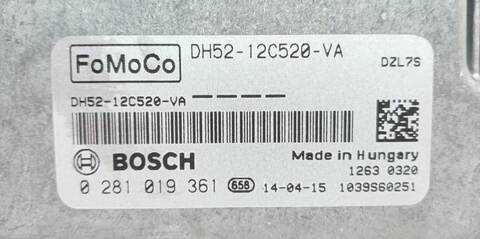 FoMoCo DH52-12C520-VA DZL7S
DH52-12C520-VA ————
BOSCH Made in Hungary
1263 0320
0 281 019 361 658 14-04-15 1039S60251